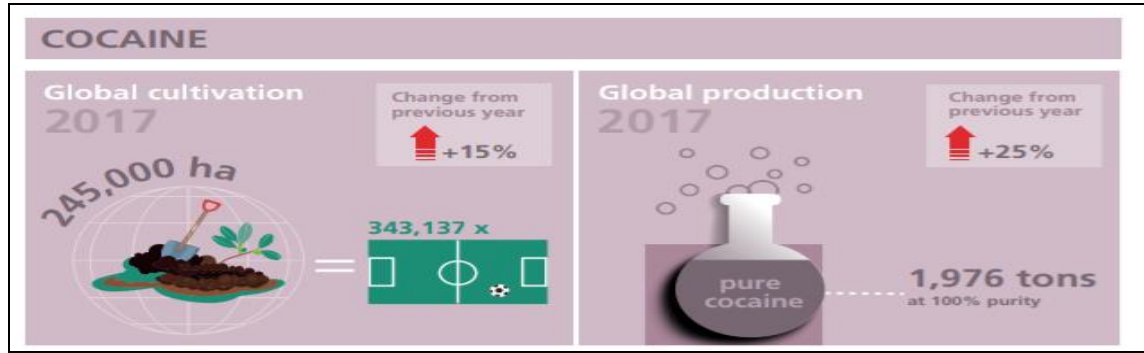 COCAINE
Global cultivation
2017
Change from
previous year
+15%
245,000 ha
=
343,137 x
Global production
2017
Change from
previous year
+25%
pure
cocaine
1,976 tons
at 100% purity